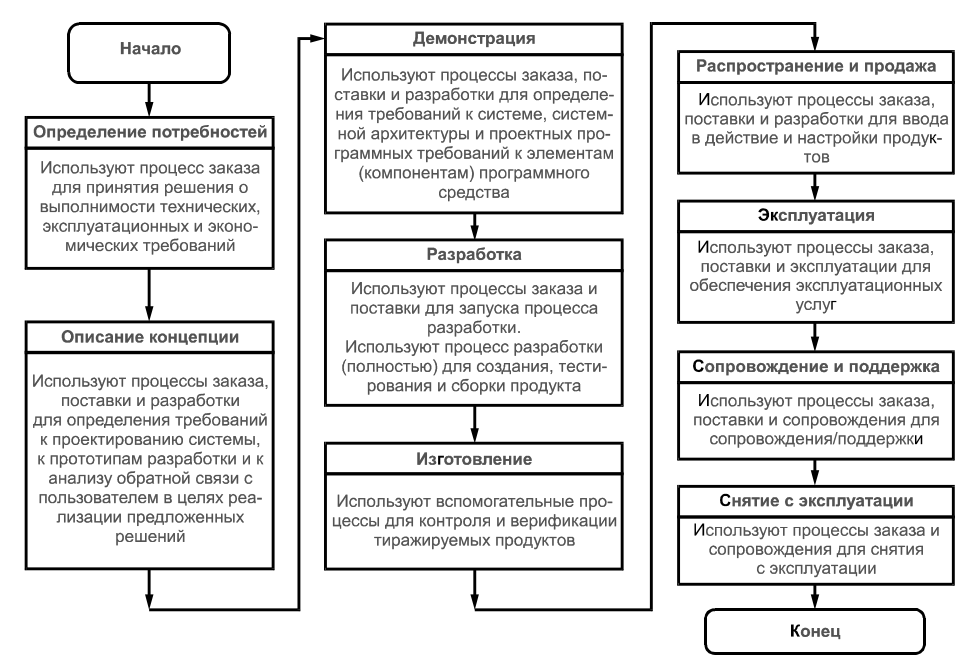 Начало
Определение потребностей
Используют процесс заказа
для принятия решения о
выполнимости технических,
эксплуатационных и эконо-
мических требований
Описание концепции
Используют процессы заказа,
поставки и разработки
для определения требований
к проектированию системы,
к прототипам разработки и к
анализу обратной связи с
пользователем в целях реа-
лизации предложенных
решений
Демонстрация
Используют процессы заказа, по-
ставки и разработки для определе-
ния требований к системе, систем-
ной архитектуры и проектных про-
граммных требований к элементам
(компонентам) программного
средства
Разработка
Используют процессы заказа и
поставки для запуска процесса
разработки.
Используют процесс разработки
(полностью) для создания, тести-
рования и сборки продукта
Изготовление
Используют вспомогательные про-
цессы для контроля и верификации
тиражируемых продуктов
Распространение и продажа
Используют процессы заказа,
поставки и разработки для ввода
в действие и настройки продук-
тов
Эксплуатация
Используют процессы заказа,
поставки и эксплуатации для
обеспечения эксплуатационных
услуг
Сопровождение и поддержка
Используют процессы заказа,
поставки и сопровождения для
сопровождения/поддержки
Снятие с эксплуатации
Используют процессы заказа и
сопровождения для снятия
с эксплуатации
Конец